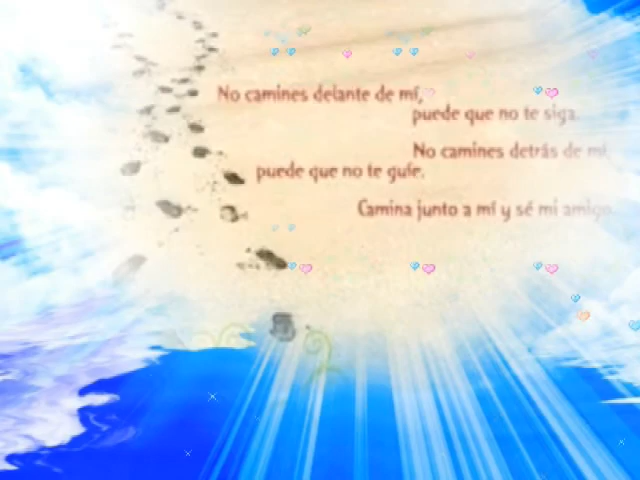 No camines delante de mí,
puede que no te siga.
No camines detrás de mí,
puede que no te guíe.
Camina junto a mí y sé mi amigo.